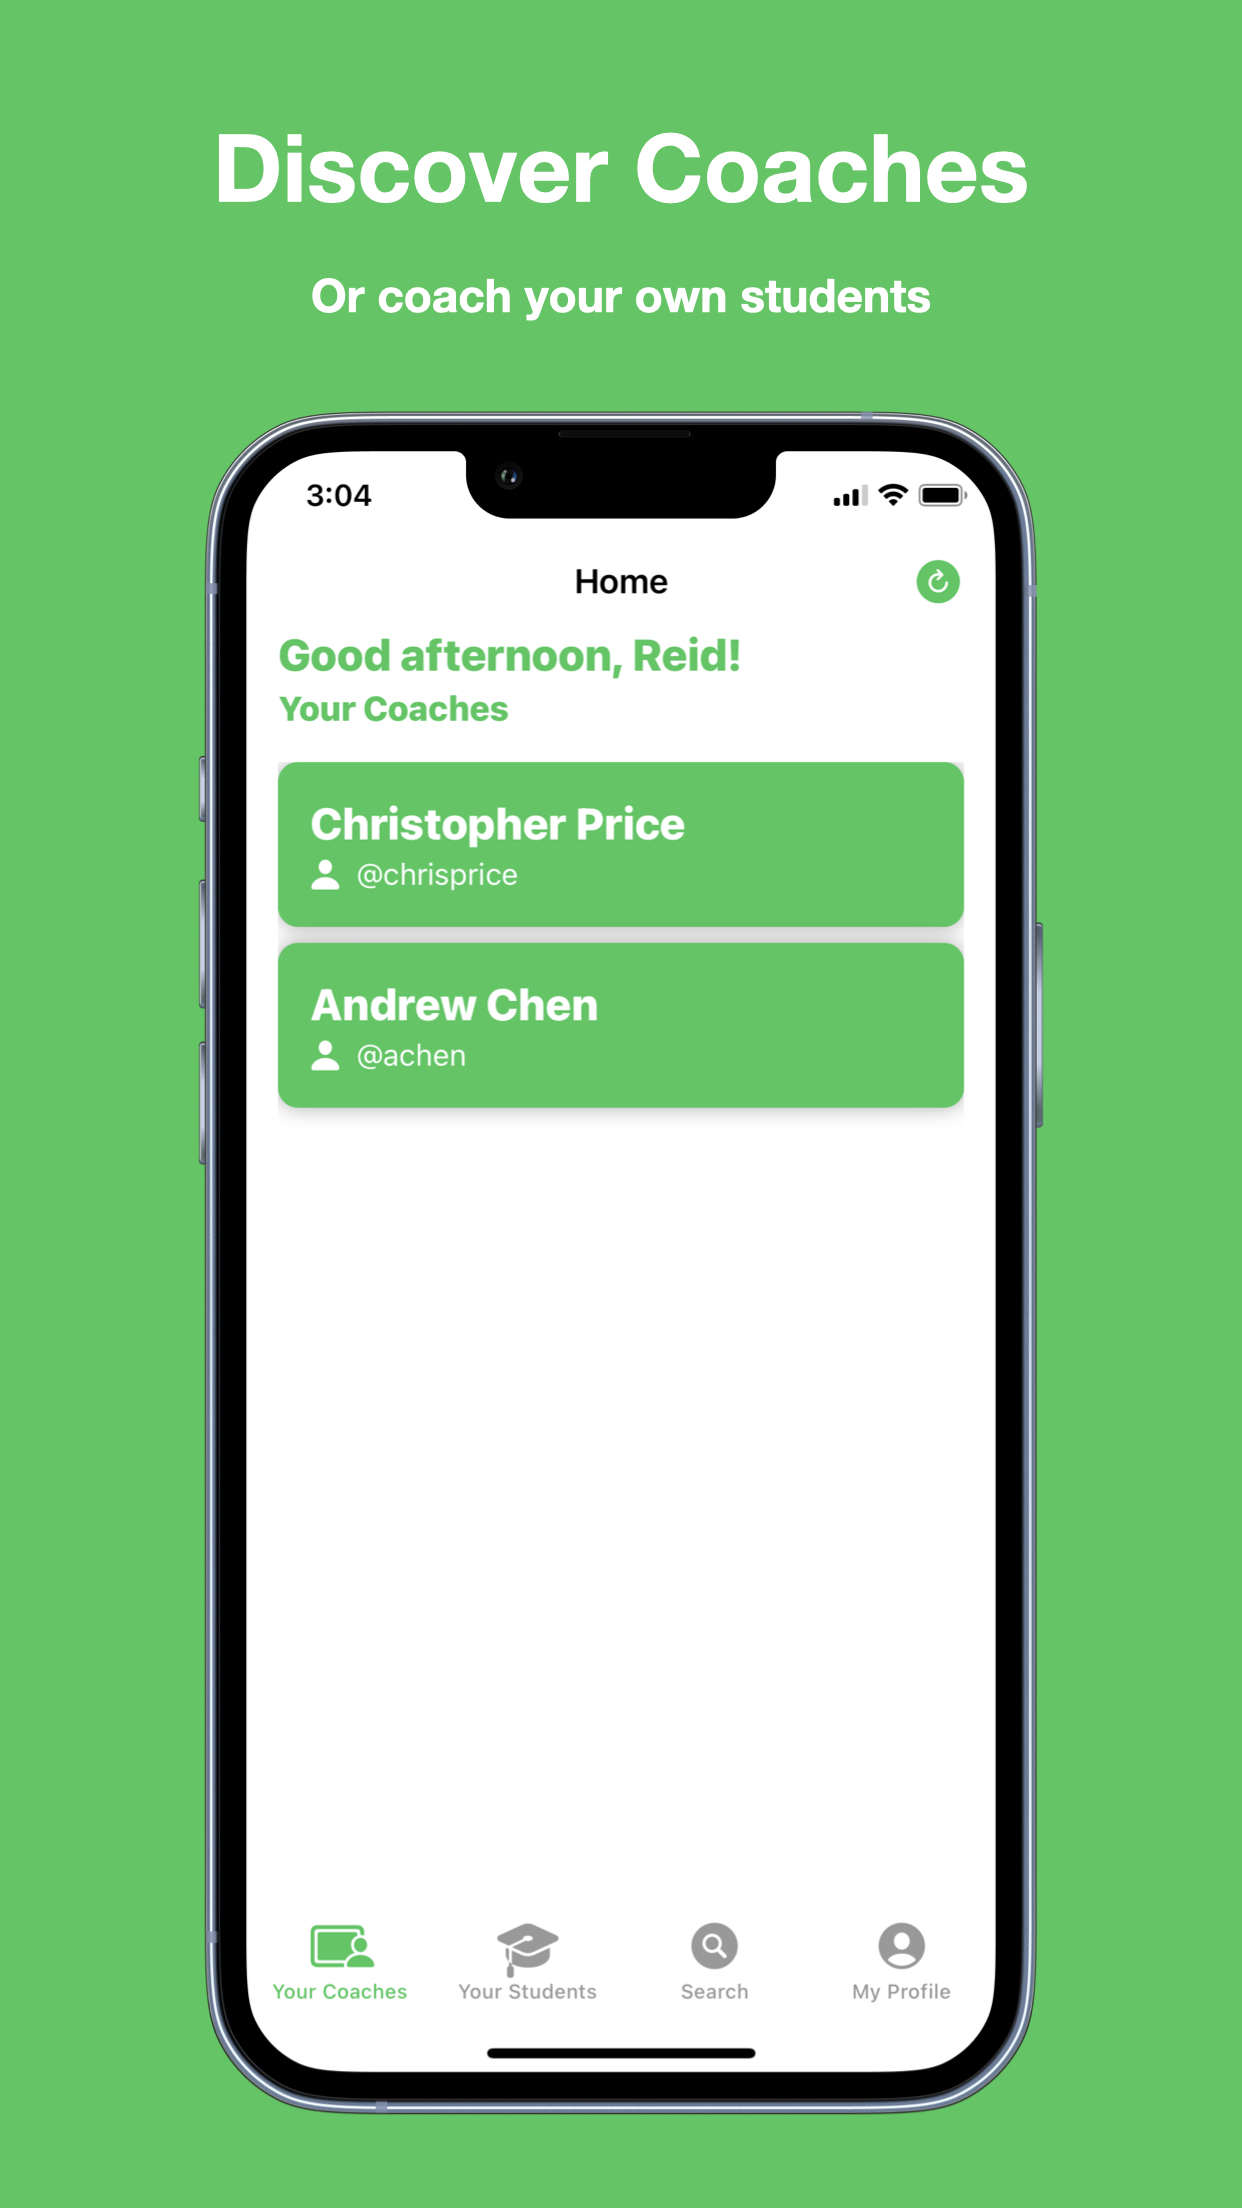 Discover Coaches
Or coach your own students
3:04
Home
Good afternoon, Reid!
Your Coaches
Christopher Price
@chrisprice
Andrew Chen
@achen
Your Coaches
Your Students
Search
My Profile